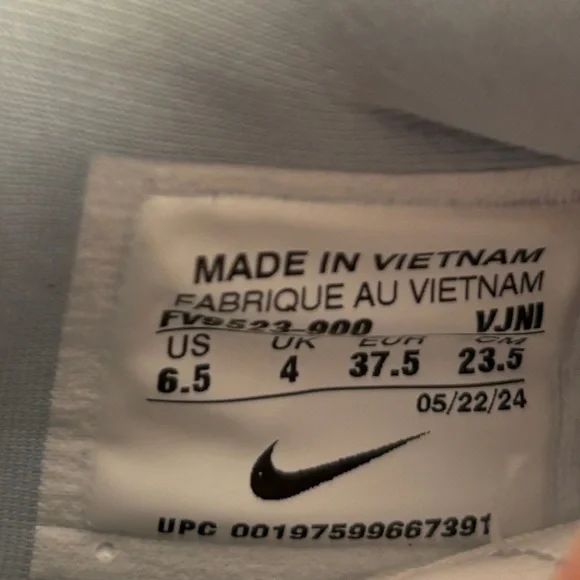 MADE IN VIETNAM
FABRIQUE AU VIETNAM
FV9523-900 VJNI
US UK EUR CM
6.5 4 37.5 23.5
05/22/24
UPC 00197599667391